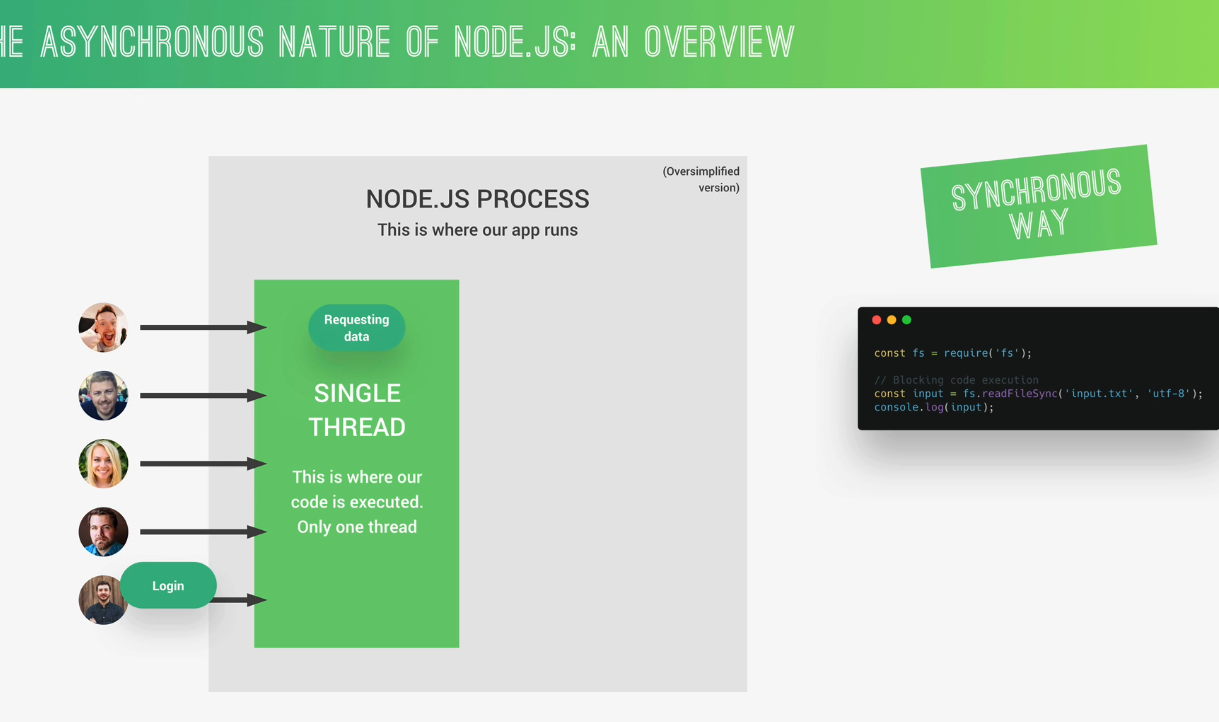 HE ASYNCHRONOUS NATURE OF NODE.JS: AN OVERVIEW
(Oversimplified
version)
NODE.JS PROCESS
This is where our app runs
SYNCHRONOUS
WAY
Requesting
data
SINGLE
THREAD
This is where our
code is executed.
Only one thread
Login
const fs = require('fs');
// Blocking code execution
const input = fs.readFileSync('input.txt', 'utf-8');
console.log(input);